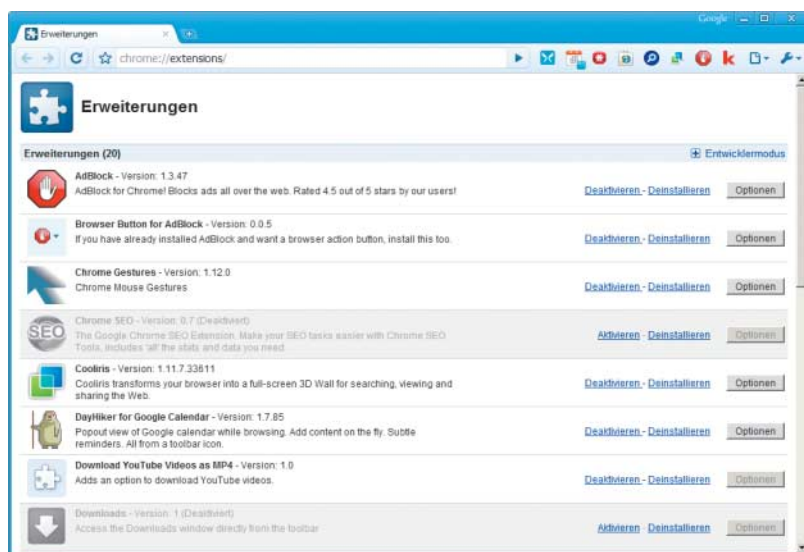 Google
Erweiterungen
chrome://extensions/
Erweiterungen
Erweiterungen (20)
Entwicklermodus
AdBlock - Version: 1.3.47
AdBlock for Chrome! Blocks ads all over the web. Rated 4.5 out of 5 stars by our users!
Deaktivieren - Deinstallieren
Optionen
Browser Button for AdBlock - Version: 0.0.5
If you have already installed AdBlock and want a browser action button, install this too.
Deaktivieren - Deinstallieren
Optionen
Chrome Gestures - Version: 1.12.0
Chrome Mouse Gestures
Deaktivieren - Deinstallieren
Optionen
SEO
Chrome SEO - Version: 0.7 (Deaktiviert)
The Google Chrome SEO Extension. Make your SEO tasks easier with Chrome SEO
Tools, includes 'all' the stats and data you need.
Aktivieren - Deinstallieren
Optionen
Cooliris - Version: 1.11.7.33611
Cooliris transforms your browser into a full-screen 3D Wall for searching, viewing and
sharing the Web.
Deaktivieren - Deinstallieren
Optionen
DayHiker for Google Calendar - Version: 1.7.85
Popout view of Google calendar while browsing. Add content on the fly. Subtle
reminders. All from a toolbar icon.
Deaktivieren - Deinstallieren
Optionen
Download YouTube Videos as MP4 - Version: 1.0
Adds an option to download YouTube videos.
Deaktivieren - Deinstallieren
Optionen
Downloads - Version: 1 (Deaktiviert)
Access the Downloads window directly from the toolbar
Aktivieren - Deinstallieren
Optionen